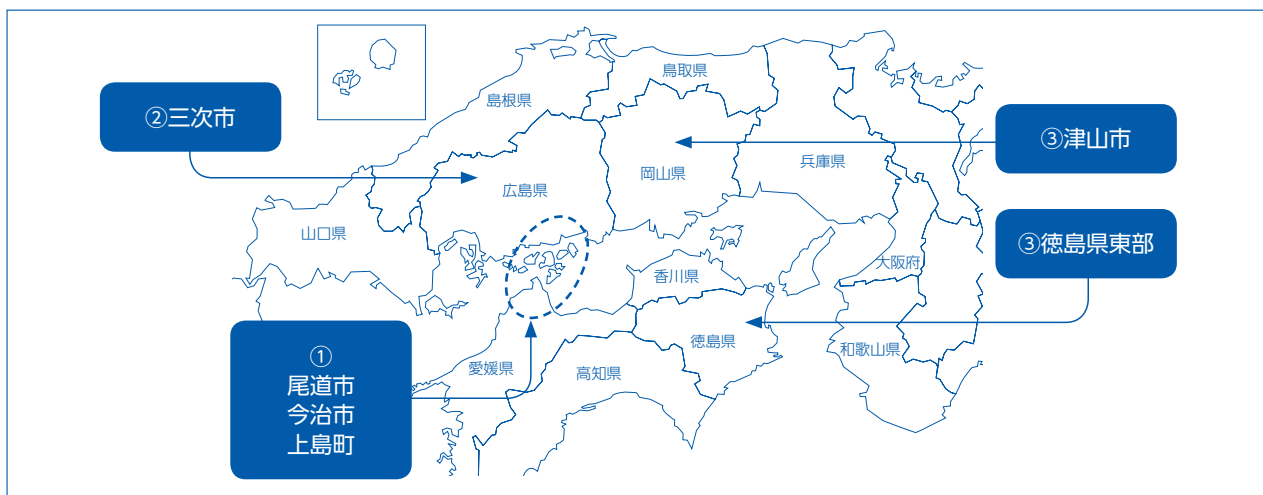 ②三次市
島根県
鳥取県
③津山市
広島県
岡山県
兵庫県
山口県
③徳島県東部
大阪府
香川県
①
尾道市
今治市
上島町
愛媛県
高知県
徳島県
和歌山県